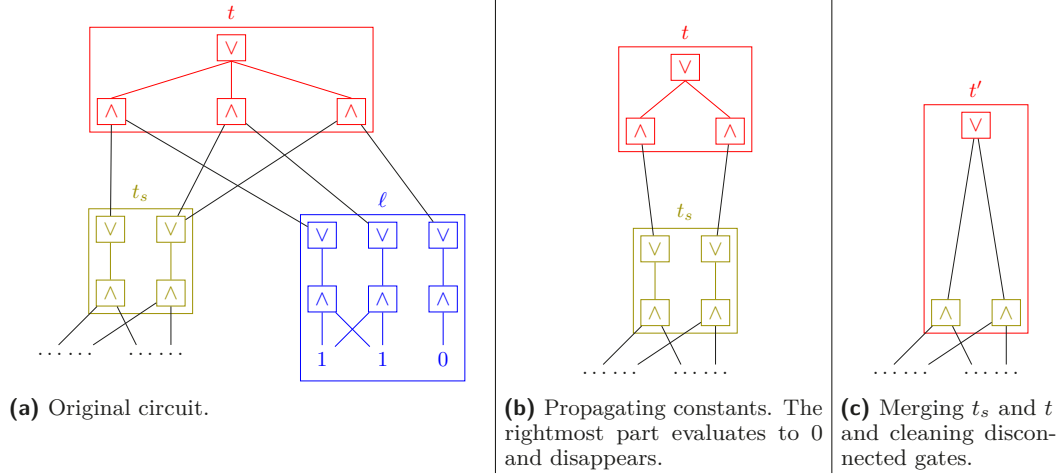 t
∨
∧ ∧ ∧
t_s
ℓ
∨ ∨
∨ ∨ ∨
∧ ∧
∧ ∧ ∧
...... ......
1 1 0
(a) Original circuit.
t
∨
∧ ∧
t_s
∨ ∨
∧ ∧
...... ......
(b) Propagating constants. The
rightmost part evaluates to 0
and disappears.
t′
∨
∧ ∧
...... ......
(c) Merging t_s and t
and cleaning discon-
nected gates.